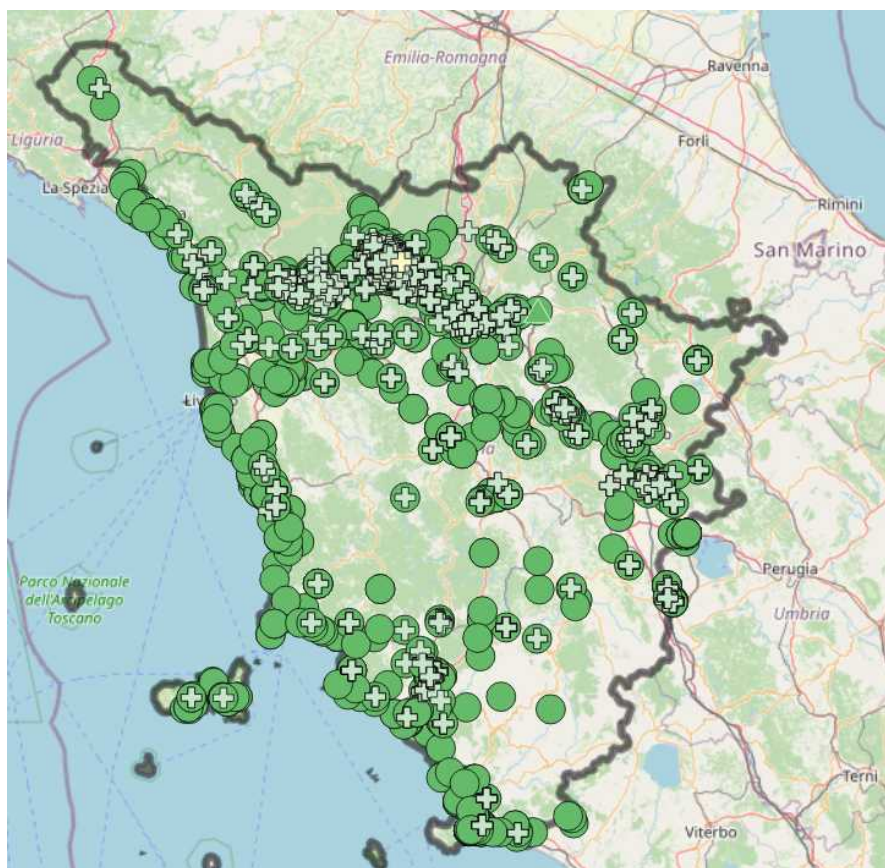 Emilia-Romagna
Ravenna
Forlì
Liguria
La Spezia
Rimini
San Marino
Parco Nazionale
dell'Arcipelago
Toscano
Perugia
Umbria
Terni
Viterbo